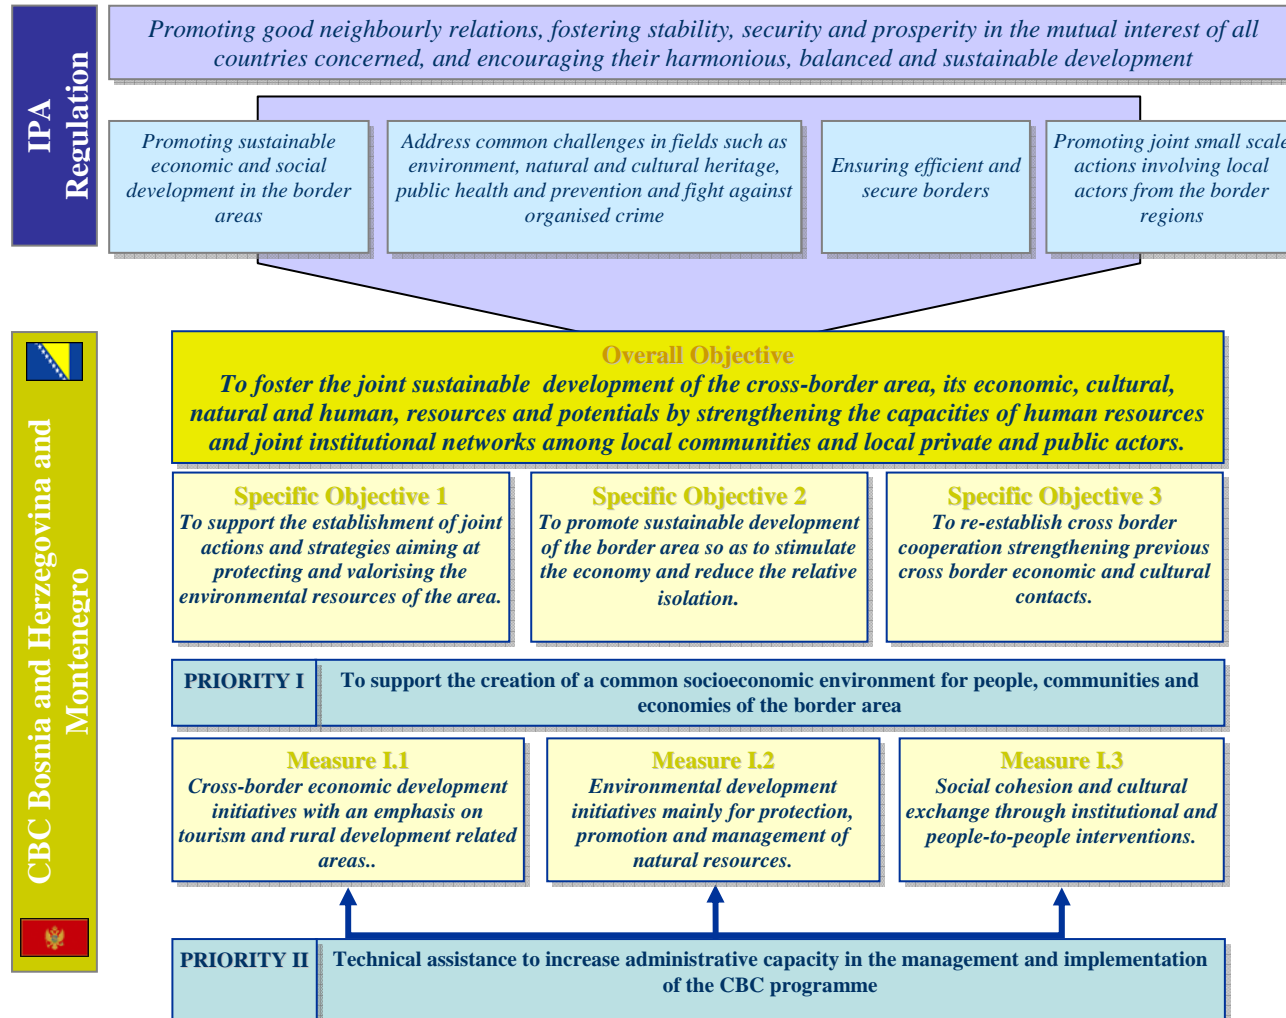 IPA
Regulation
Promoting good neighbourly relations, fostering stability, security and prosperity in the mutual interest of all
countries concerned, and encouraging their harmonious, balanced and sustainable development
Promoting sustainable
economic and social
development in the border
areas
Address common challenges in fields such as
environment, natural and cultural heritage,
public health and prevention and fight against
organised crime
Ensuring efficient and
secure borders
Promoting joint small scale
actions involving local
actors from the border
regions
CBC Bosnia and Herzegovina and
Montenegro
Overall Objective
To foster the joint sustainable  development of the cross-border area, its economic, cultural,
natural and human, resources and potentials by strengthening the capacities of human resources
and joint institutional networks among local communities and local private and public actors.
Specific Objective 1
To support the establishment of joint
actions and strategies aiming at
protecting and valorising the
environmental resources of the area.
Specific Objective 2
To promote sustainable development
of the border area so as to stimulate
the economy and reduce the relative
isolation.
Specific Objective 3
To re-establish cross border
cooperation strengthening previous
cross border economic and cultural
contacts.
PRIORITY I
To support the creation of a common socioeconomic environment for people, communities and
economies of the border area
Measure I.1
Cross-border economic development
initiatives with an emphasis on
tourism and rural development related
areas..
Measure I.2
Environmental development
initiatives mainly for protection,
promotion and management of
natural resources.
Measure I.3
Social cohesion and cultural
exchange through institutional and
people-to-people interventions.
PRIORITY II
Technical assistance to increase administrative capacity in the management and implementation
of the CBC programme